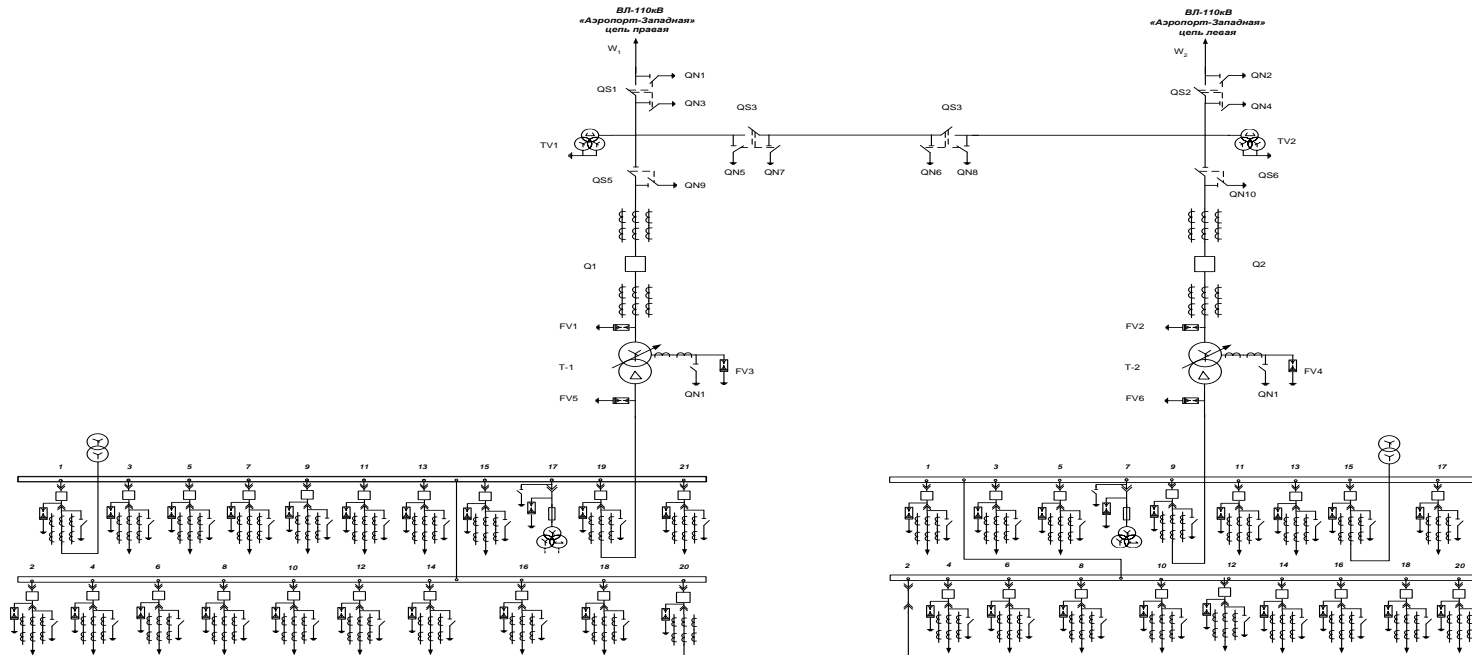 ВЛ-110кВ
«Аэропорт-Западная»
цепь правая
ВЛ-110кВ
«Аэропорт-Западная»
цепь левая
W1
W2
QN1
QN2
QS1
QS2
QN3
QN4
QS3
QS3
TV1
TV2
QN5
QN7
QN6
QN8
QS5
QS6
QN9
QN10
Q1
Q2
FV1
FV2
T-1
FV3
T-2
FV4
QN1
QN1
FV5
FV6
1 3 5 7 9 11 13 15 17 19 21
1 3 5 7 9 11 13 15 17
2 4 6 8 10 12 14 16 18 20
2 4 6 8 10 12 14 16 18 20